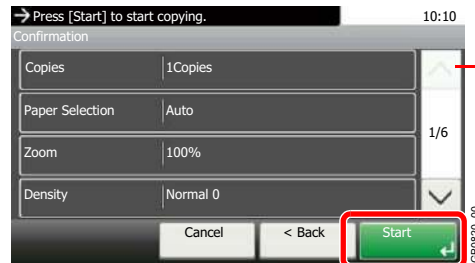 Press [Start] to start copying.
10:10
Confirmation
Copies 1Copies
Paper Selection Auto
1/6
Zoom 100%
Density Normal 0
Cancel < Back Start
GB0820_00